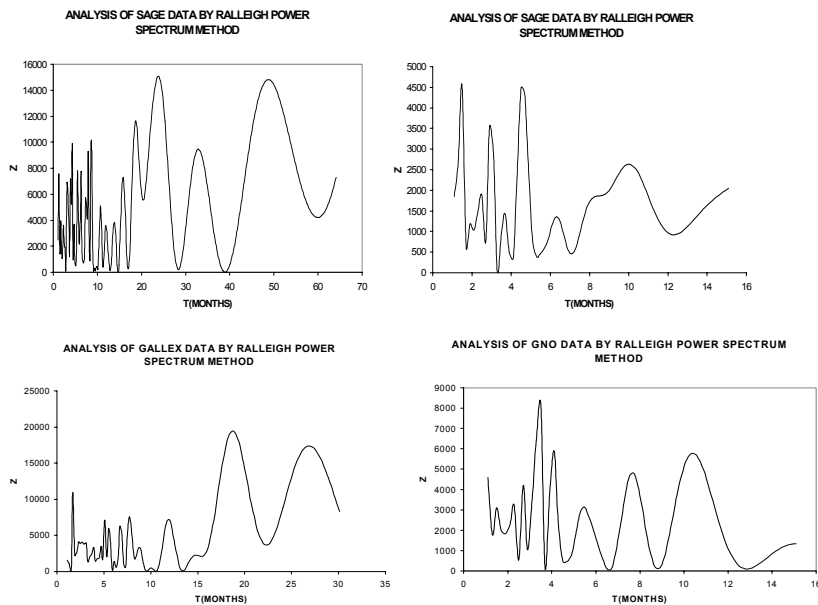 ANALYSIS OF SAGE DATA BY RALLEIGH POWER
SPECTRUM METHOD
16000
14000
12000
10000
8000
6000
4000
2000
0
Z
0 10 20 30 40 50 60 70
T(MONTHS)
ANALYSIS OF SAGE DATA BY RALLEIGH POWER
SPECTRUM METHOD
5000
4500
4000
3500
3000
2500
2000
1500
1000
500
0
Z
0 2 4 6 8 10 12 14 16
T(MONTHS)
ANALYSIS OF GALLEX DATA BY RALLEIGH POWER
SPECTRUM METHOD
25000
20000
15000
10000
5000
0
Z
0 5 10 15 20 25 30 35
T(MONTHS)
ANALYSIS OF GNO DATA BY RALLEIGH POWER SPECTRUM
METHOD
9000
8000
7000
6000
5000
4000
3000
2000
1000
0
Z
0 2 4 6 8 10 12 14 16
T(MONTHS)